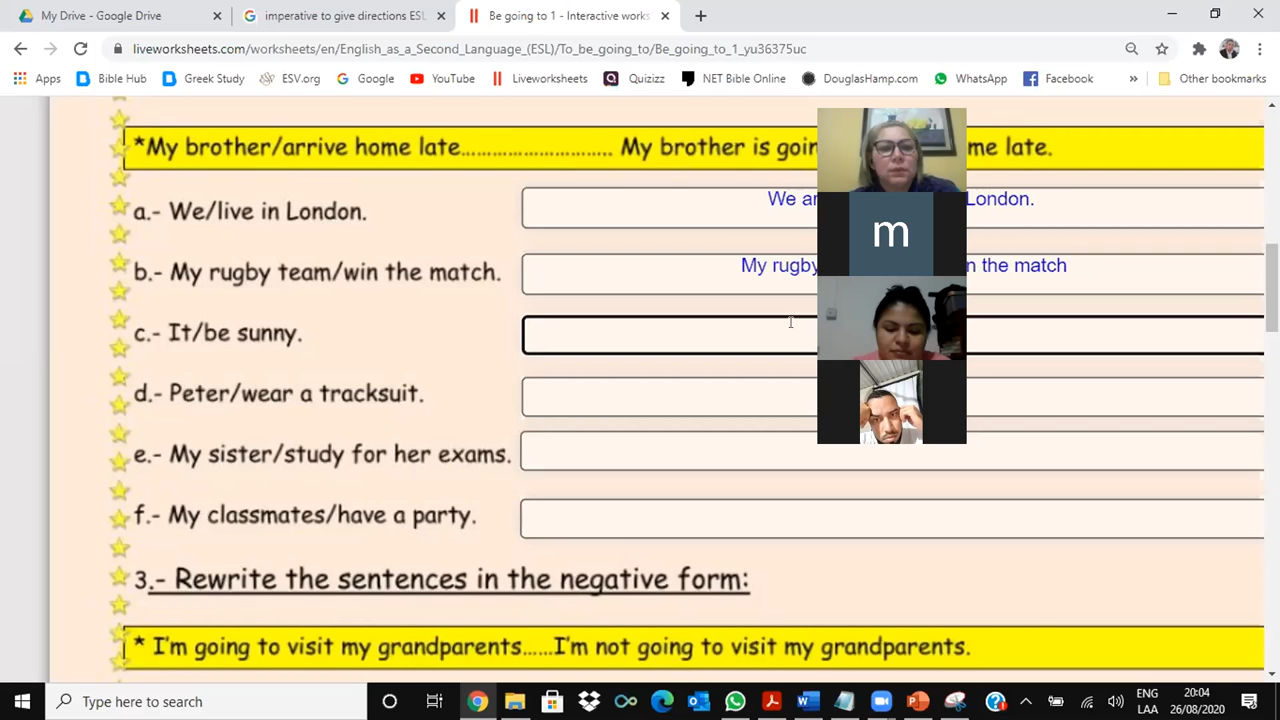 My Drive - Google Drive
imperative to give directions ESL
Be going to 1 - Interactive works
liveworksheets.com/worksheets/en/English_as_a_Second_Language_(ESL)/To_be_going_to/Be_going_to_1_yu36375uc
Apps Bible Hub Greek Study ESV.org Google YouTube Liveworksheets Quizizz NET Bible Online DouglasHamp.com WhatsApp Facebook » Other bookmarks
*My brother/arrive home late.......................... My brother is me late.
a.- We/live in London. We London.
b.- My rugby team/win the match. My rugby the match
c.- It/be sunny.
d.- Peter/wear a tracksuit.
e.- My sister/study for her exams.
f.- My classmates/have a party.
m
3.- Rewrite the sentences in the negative form:
* I'm going to visit my grandparents......I'm not going to visit my grandparents.
Type here to search
ENG 20:04
LAA 26/08/2020